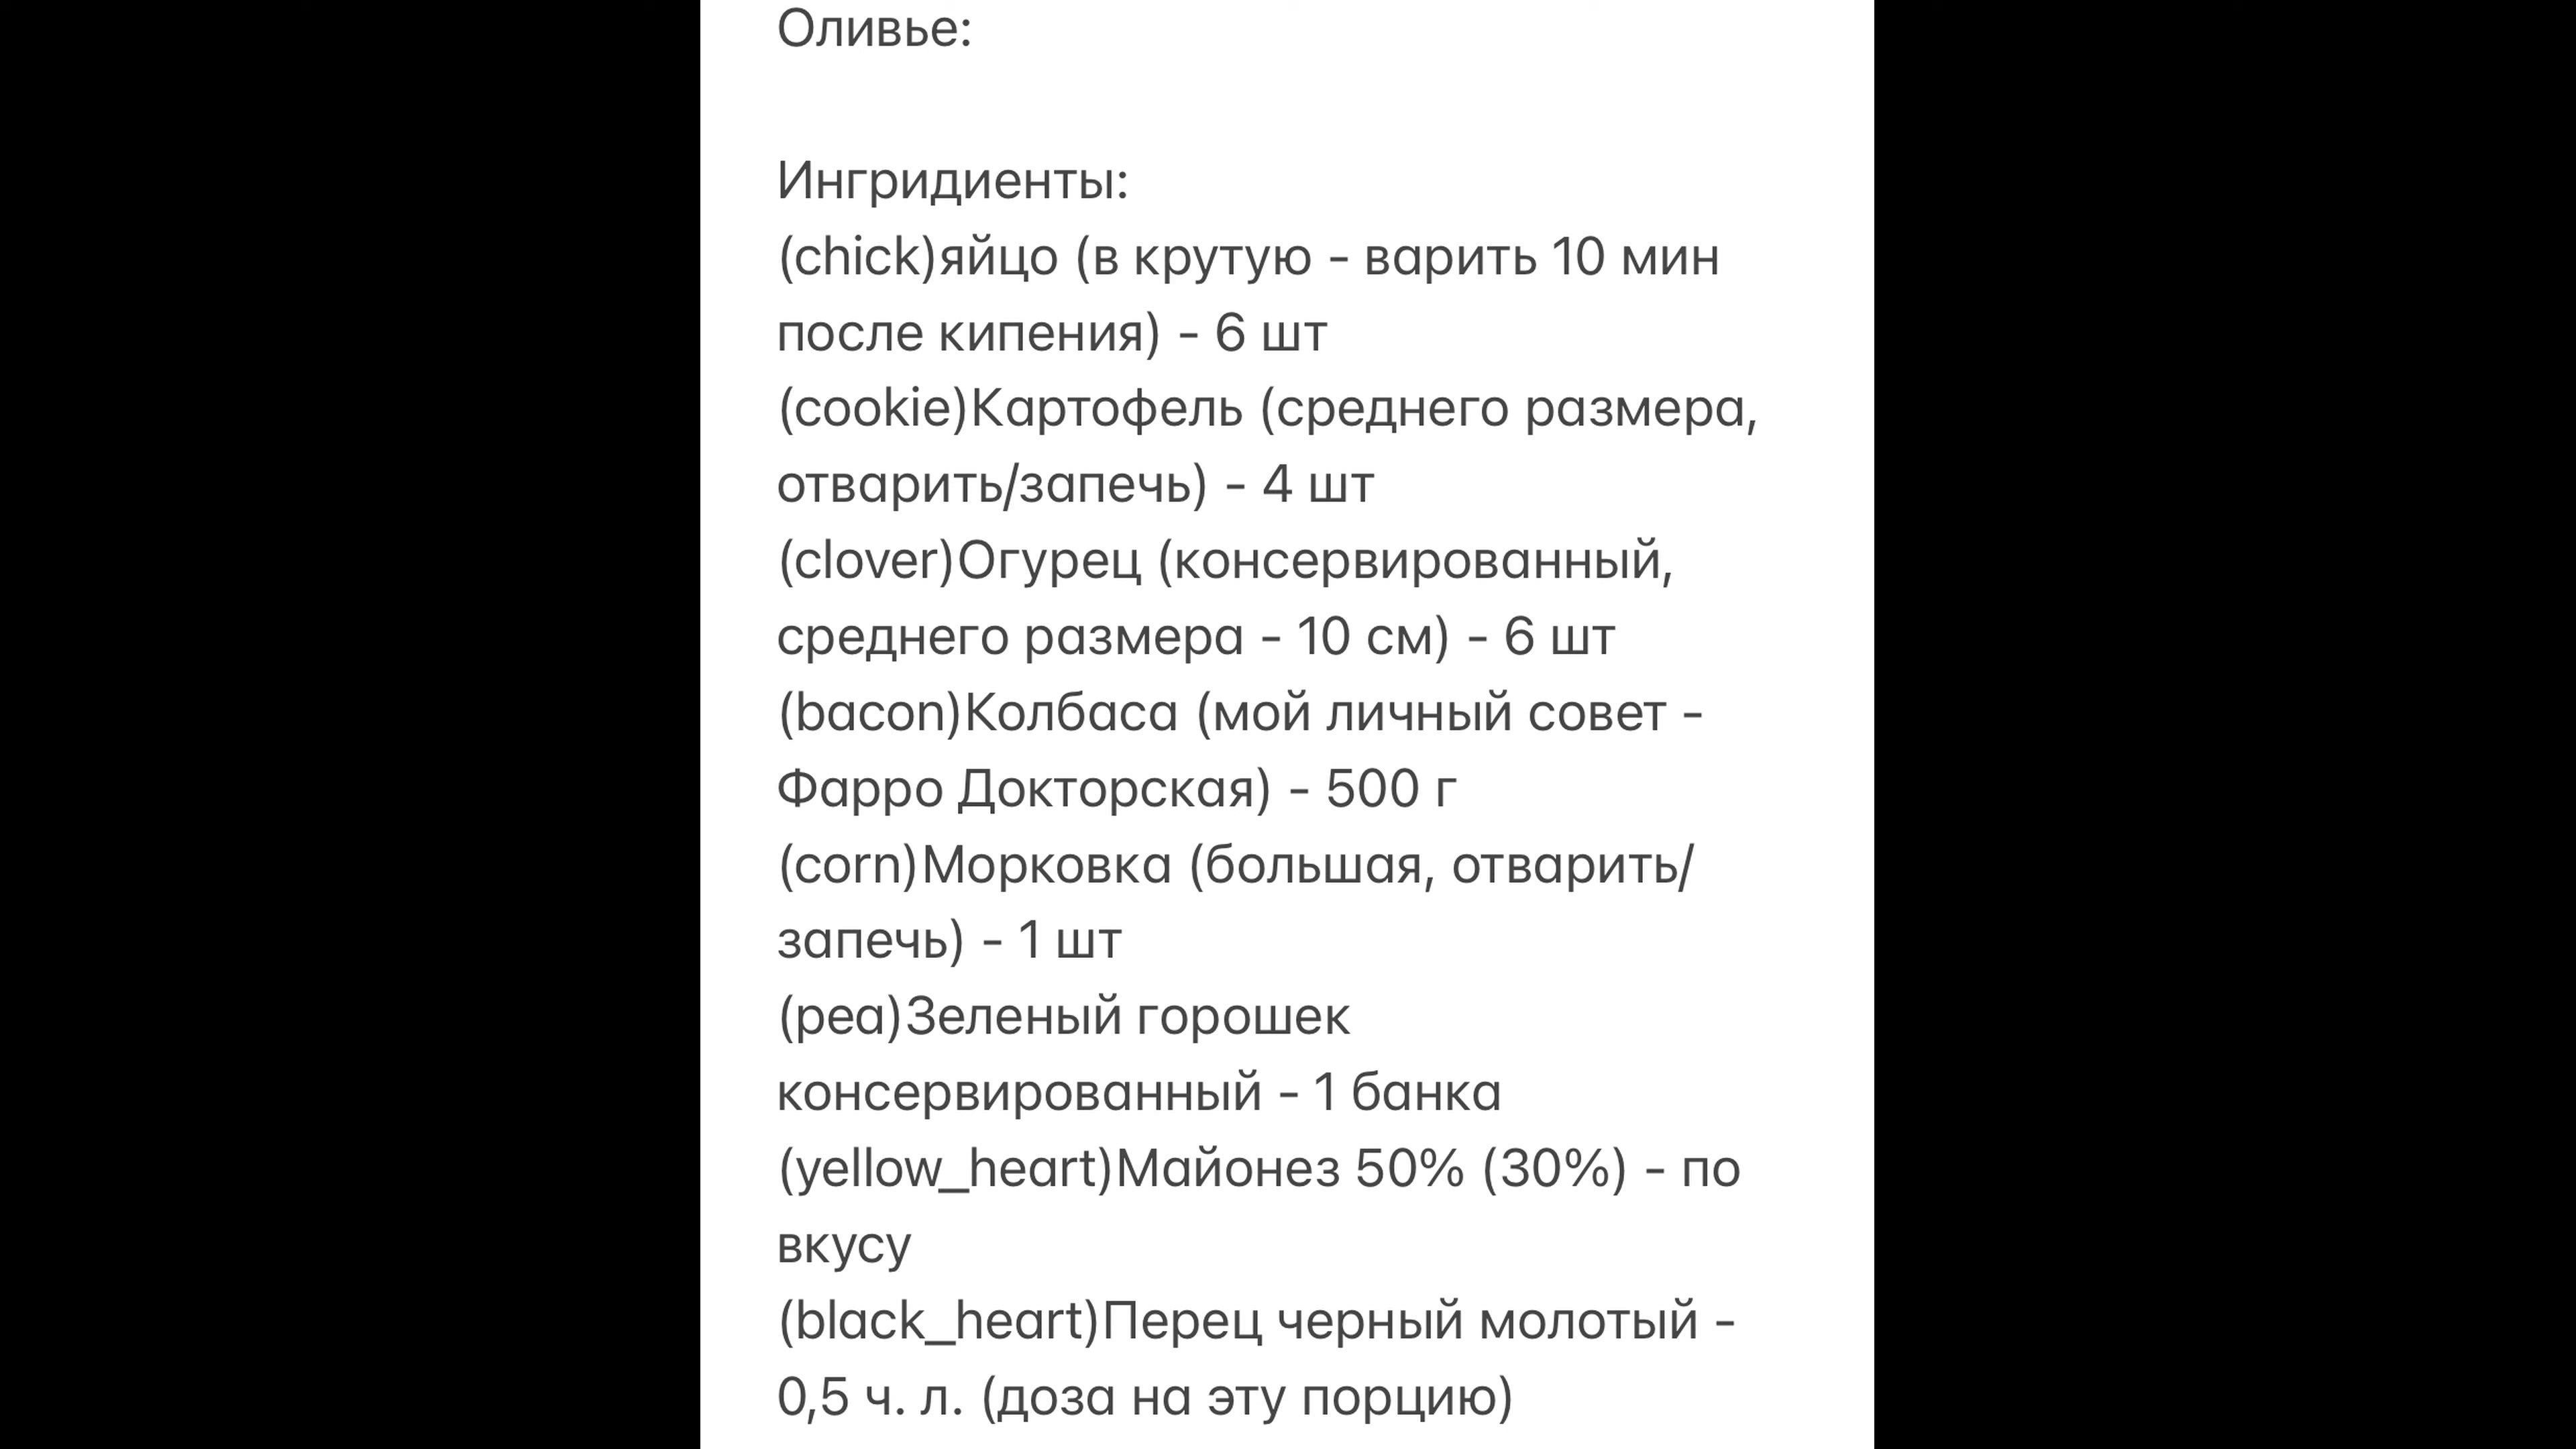 Оливье:
Ингридиенты:
(chick)яйцо (в крутую - варить 10 мин
после кипения) - 6 шт
(cookie)Картофель (среднего размера,
отварить/запечь) - 4 шт
(clover)Огурец (консервированный,
среднего размера - 10 см) - 6 шт
(bacon)Колбаса (мой личный совет -
Фарро Докторская) - 500 г
(corn)Морковка (большая, отварить/
запечь) - 1 шт
(pea)Зеленый горошек
консервированный - 1 банка
(yellow_heart)Майонез 50% (30%) - по
вкусу
(black_heart)Перец черный молотый -
0,5 ч. л. (доза на эту порцию)